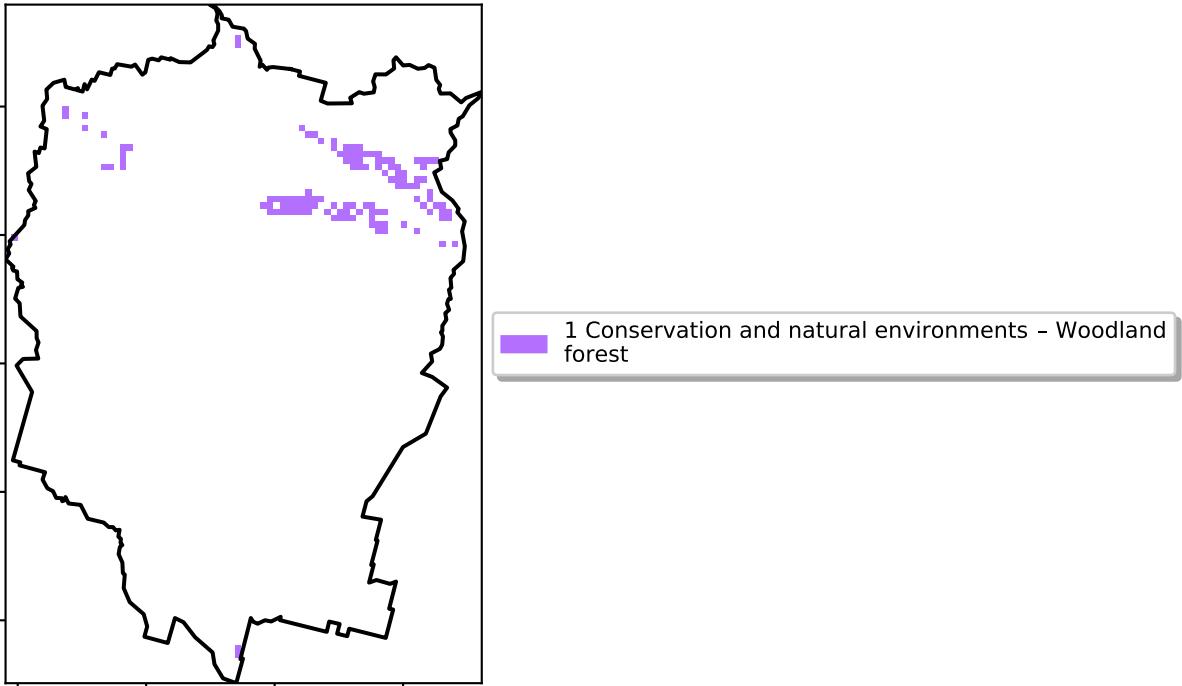 1 Conservation and natural environments – Woodland
forest